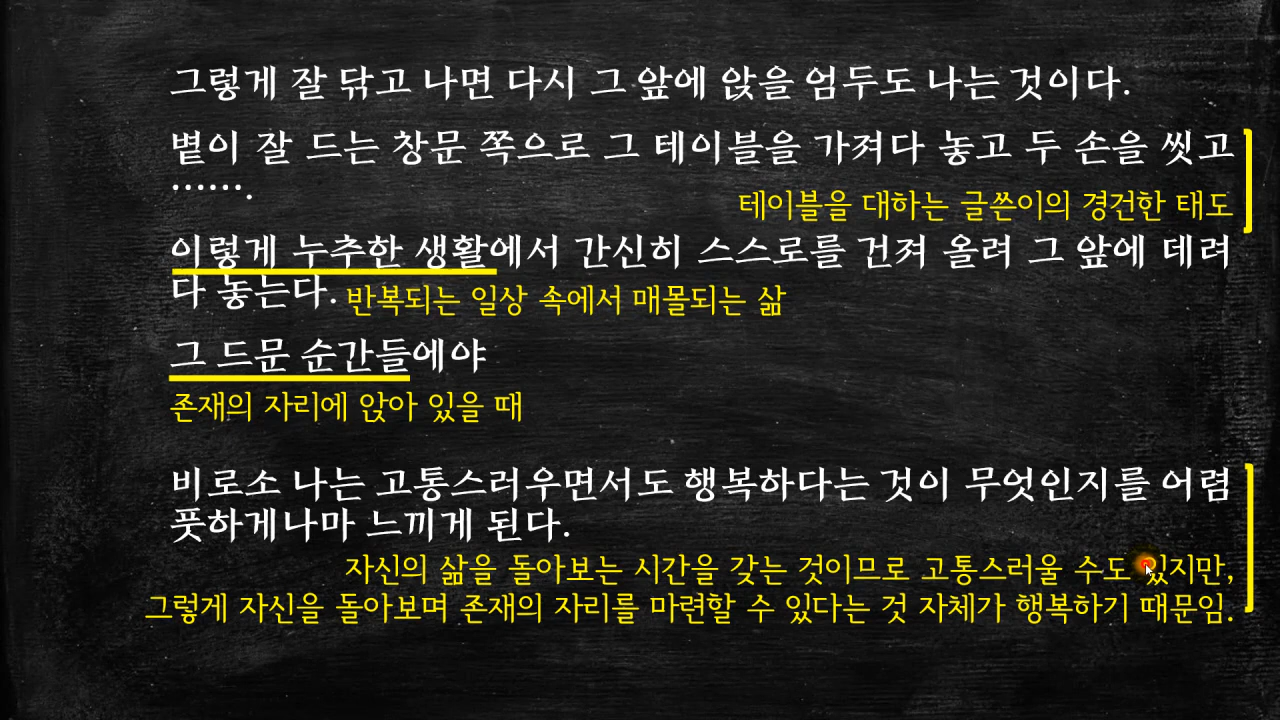 그렇게 잘 닦고 나면 다시 그 앞에 앉을 엄두도 나는 것이다.
볕이 잘 드는 창문 쪽으로 그 테이블을 가져다 놓고 두 손을 씻고
…….
테이블을 대하는 글쓴이의 경건한 태도
이렇게 누추한 생활에서 간신히 스스로를 건져 올려 그 앞에 데려
다 놓는다.
반복되는 일상 속에서 매몰되는 삶
그 드문 순간들에야
존재의 자리에 앉아 있을 때
비로소 나는 고통스러우면서도 행복하다는 것이 무엇인지를 어렴
풋하게나마 느끼게 된다.
자신의 삶을 돌아보는 시간을 갖는 것이므로 고통스러울 수도 있지만,
그렇게 자신을 돌아보며 존재의 자리를 마련할 수 있다는 것 자체가 행복하기 때문임.